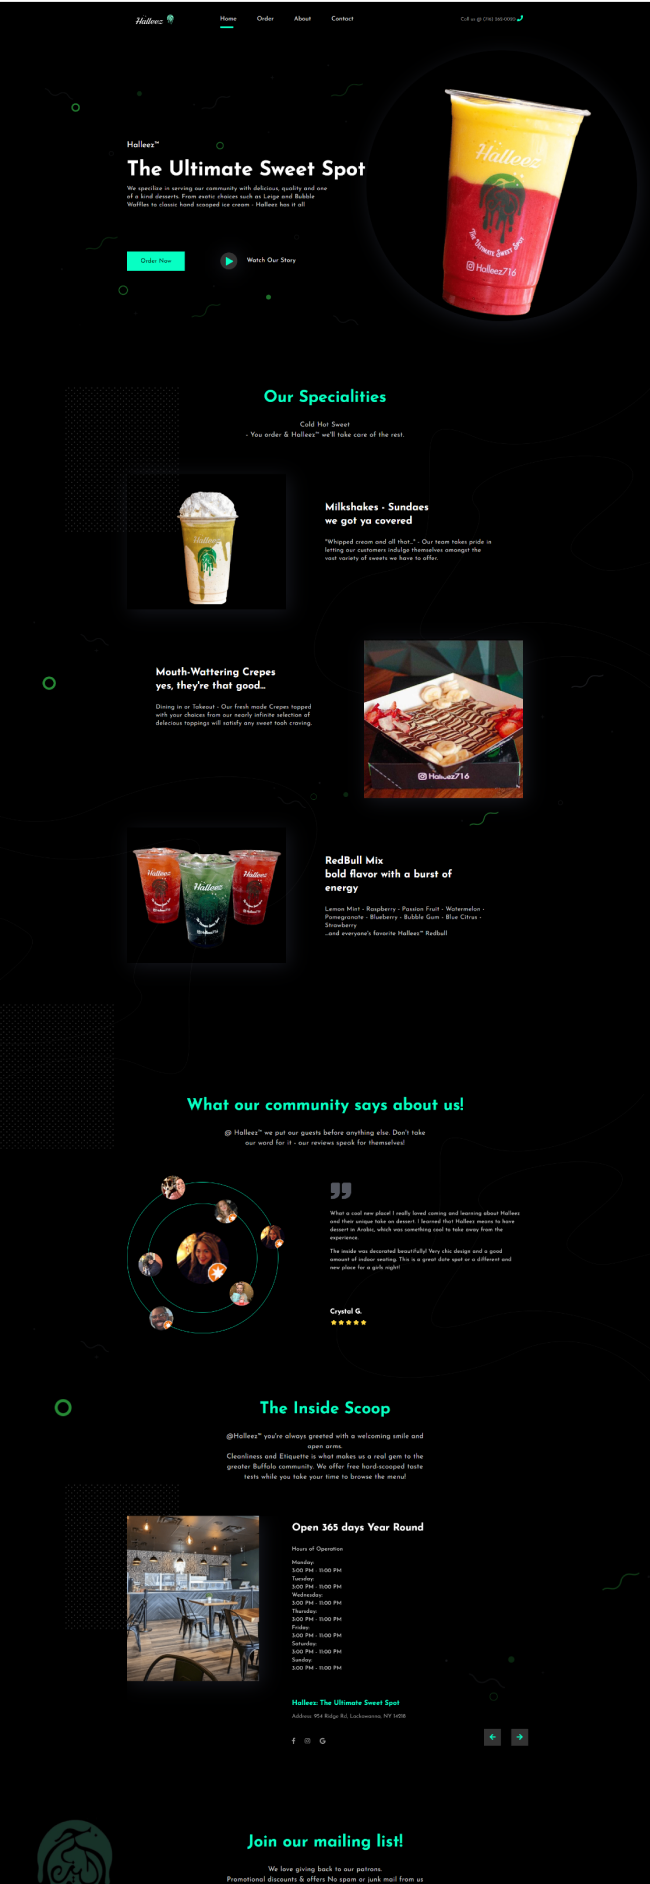 Halleez
Home Order About Contact
Call us @ (716) 362-0020
Halleez™
The Ultimate Sweet Spot
We specilize in serving our community with delicious, quality and one
of a kind desserts. From exotic choices such as Leige and Bubble
Waffles to classic hand scooped ice cream - Halleez has it all
Order Now
Watch Our Story
Halleez
The Ultimate Sweet Spot
Halleez716
Our Specialities
Cold Hot Sweet
- You order & Halleez™ we'll take care of the rest.
Halleez
Milkshakes - Sundaes
we got ya covered
"Whipped cream and all that..." - Our team takes pride in
letting our customers indulge themselves amongst the
vast variety of sweets we have to offer.
Mouth-Wattering Crepes
yes, they're that good...
Dining in or Takeout - Our fresh made Crepes topped
with your choices from our nearly infinite selection of
delecious toppings will satisfy any sweet tooh craving.
Halleez716
Halleez
Halleez
Halleez
RedBull Mix
bold flavor with a burst of
energy
Lemon Mint - Raspberry - Passion Fruit - Watermelon -
Pomegranate - Blueberry - Bubble Gum - Blue Citrus -
Strawberry
...and everyone's favorite Halleez™ Redbull
What our community says about us!
@ Halleez™ we put our guests before anything else. Don't take
our word for it - our reviews speak for themselves!
What a cool new place! I really loved coming and learning about Halleez
and their unique take on dessert. I learned that Halleez means to have
dessert in Arabic, which was something cool to take away from the
experience.
The inside was decorated beautifully! Very chic design and a good
amount of indoor seating. This is a great date spot or a different and
new place for a girls night!
Crystal G.
The Inside Scoop
@Halleez™ you're always greeted with a welcoming smile and
open arms.
Cleanliness and Etiquette is what makes us a real gem to the
greater Buffalo community. We offer free hand-scooped taste
tests while you take your time to browse the menu!
Open 365 days Year Round
Hours of Operation
Monday:
3:00 PM - 11:00 PM
Tuesday:
3:00 PM - 11:00 PM
Wednesday:
3:00 PM - 11:00 PM
Thursday:
3:00 PM - 11:00 PM
Friday:
3:00 PM - 11:00 PM
Saturday:
3:00 PM - 11:00 PM
Sunday:
3:00 PM - 11:00 PM
Halleez: The Ultimate Sweet Spot
Address: 954 Ridge Rd, Lackawanna, NY 14218
Join our mailing list!
We love giving back to our patrons.
Promotional discounts & offers No spam or junk mail from us